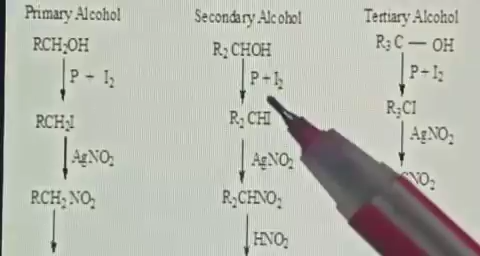 Primary Alcohol
RCH₂OH
P + I₂
RCH₂I
AgNO₂
RCH₂NO₂
Secondary Alcohol
R₂CHOH
P+I₂
R₂CHI
AgNO₂
R₂CHNO₂
HNO₂
Tertiary Alcohol
R₃C — OH
P+I₂
R₃CI
AgNO₂